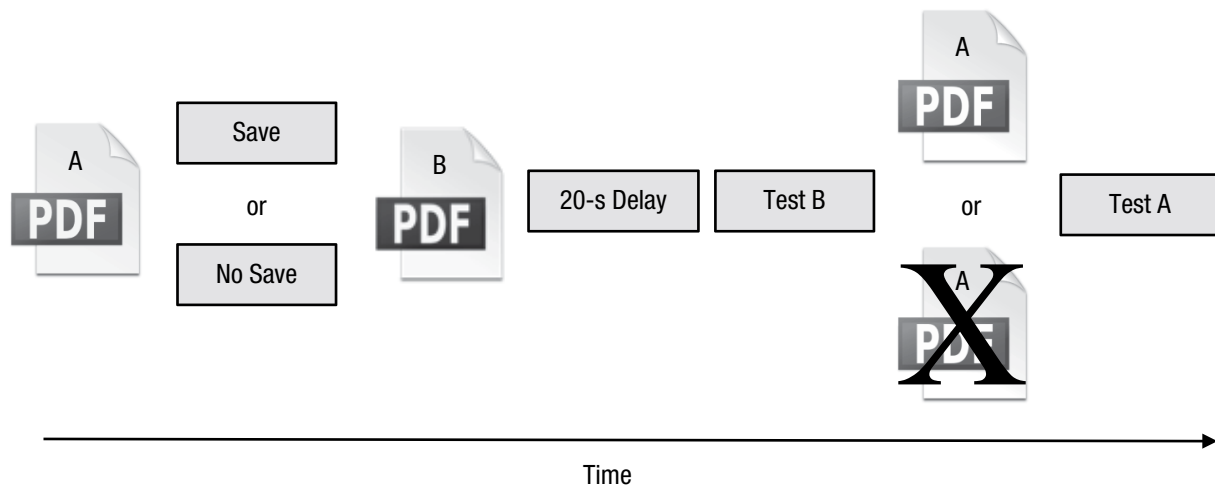 A
PDF
Save
or
No Save
B
PDF
20-s Delay
Test B
A
PDF
or
A
PDF
X
Test A
Time